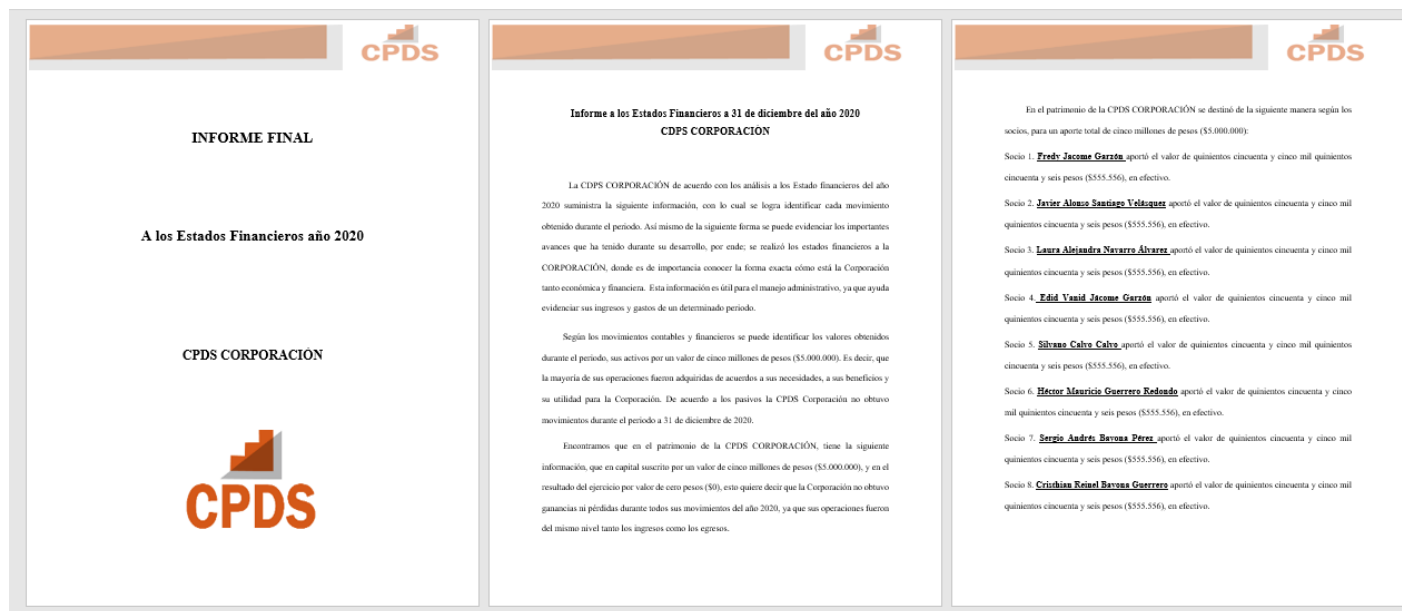 CPDS
INFORME FINAL
A los Estados Financieros año 2020
CPDS CORPORACIÓN
CPDS
CPDS
Informe a los Estados Financieros a 31 de diciembre del año 2020
CDPS CORPORACIÓN
La CDPS CORPORACIÓN de acuerdo con los análisis a los Estado financieros del año
2020 suministra la siguiente información, con lo cual se logra identificar cada movimiento
obtenido durante el periodo. Así mismo de la siguiente forma se puede evidenciar los importantes
avances que ha tenido durante su desarrollo, por ende; se realizó los estados financieros a la
CORPORACIÓN, donde es de importancia conocer la forma exacta cómo está la Corporación
tanto económica y financiera. Esta información es útil para el manejo administrativo, ya que ayuda
evidenciar sus ingresos y gastos de un determinado periodo.
Según los movimientos contables y financieros se puede identificar los valores obtenidos
durante el periodo, sus activos por un valor de cinco millones de pesos ($5.000.000). Es decir, que
la mayoría de sus operaciones fueron adquiridas de acuerdos a sus necesidades, a sus beneficios y
su utilidad para la Corporación. De acuerdo a los pasivos la CPDS Corporación no obtuvo
movimientos durante el periodo a 31 de diciembre de 2020.
Encontramos que en el patrimonio de la CPDS CORPORACIÓN, tiene la siguiente
información, que en capital suscrito por un valor de cinco millones de pesos ($5.000.000), y en el
resultado del ejercicio por valor de cero pesos ($0), esto quiere decir que la Corporación no obtuvo
ganancias ni pérdidas durante todos sus movimientos del año 2020, ya que sus operaciones fueron
del mismo nivel tanto los ingresos como los egresos.
CPDS
En el patrimonio de la CPDS CORPORACIÓN se destinó de la siguiente manera según los
socios, para un aporte total de cinco millones de pesos ($5.000.000):
Socio 1. Fredy Jacome Garzón aportó el valor de quinientos cincuenta y cinco mil quinientos
cincuenta y seis pesos ($555.556), en efectivo.
Socio 2. Javier Alonso Santiago Velásquez aportó el valor de quinientos cincuenta y cinco mil
quinientos cincuenta y seis pesos ($555.556), en efectivo.
Socio 3. Laura Alejandra Navarro Álvarez aportó el valor de quinientos cincuenta y cinco mil
quinientos cincuenta y seis pesos ($555.556), en efectivo.
Socio 4. Edid Vanid Jácome Garzón aportó el valor de quinientos cincuenta y cinco mil
quinientos cincuenta y seis pesos ($555.556), en efectivo.
Socio 5. Silvano Calvo Calvo aportó el valor de quinientos cincuenta y cinco mil quinientos
cincuenta y seis pesos ($555.556), en efectivo.
Socio 6. Héctor Mauricio Guerrero Redondo aportó el valor de quinientos cincuenta y cinco
mil quinientos cincuenta y seis pesos ($555.556), en efectivo.
Socio 7. Sergio Andrés Bayona Pérez aportó el valor de quinientos cincuenta y cinco mil
quinientos cincuenta y seis pesos ($555.556), en efectivo.
Socio 8. Cristhian Reinel Bayona Guerrero aportó el valor de quinientos cincuenta y cinco mil
quinientos cincuenta y seis pesos ($555.556), en efectivo.